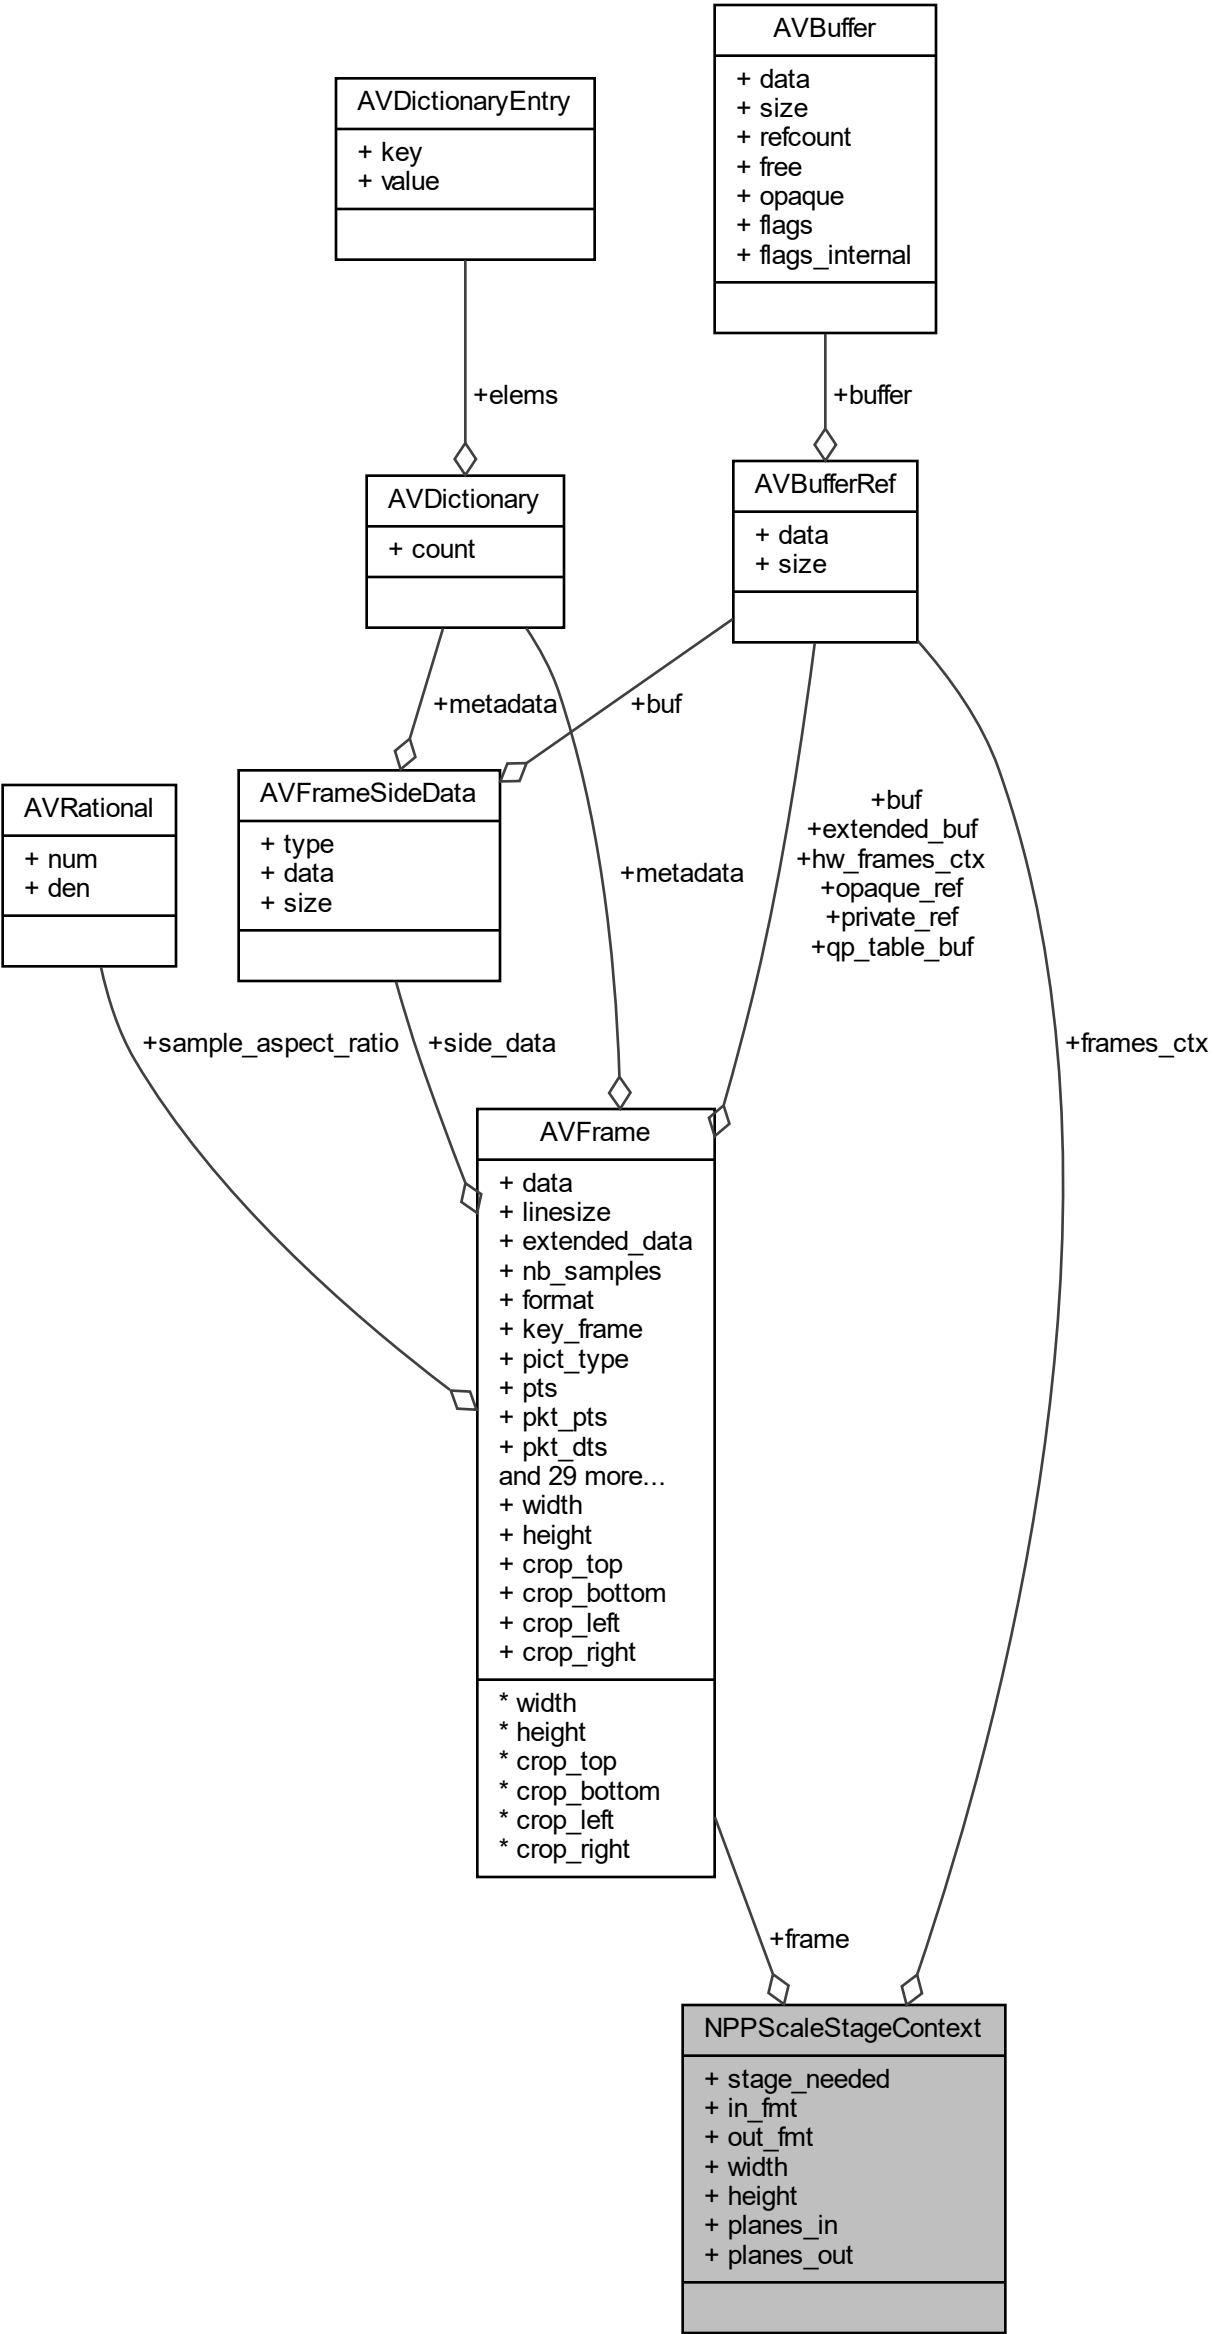 AVBuffer
+ data
+ size
+ refcount
+ free
+ opaque
+ flags
+ flags_internal
AVDictionaryEntry
+ key
+ value
+elems
+buffer
AVDictionary
+ count
AVBufferRef
+ data
+ size
+metadata
+buf
AVRational
+ num
+ den
AVFrameSideData
+ type
+ data
+ size
+metadata
+buf
+extended_buf
+hw_frames_ctx
+opaque_ref
+private_ref
+qp_table_buf
+sample_aspect_ratio
+side_data
+frames_ctx
AVFrame
+ data
+ linesize
+ extended_data
+ nb_samples
+ format
+ key_frame
+ pict_type
+ pts
+ pkt_pts
+ pkt_dts
and 29 more...
+ width
+ height
+ crop_top
+ crop_bottom
+ crop_left
+ crop_right
* width
* height
* crop_top
* crop_bottom
* crop_left
* crop_right
+frame
NPPScaleStageContext
+ stage_needed
+ in_fmt
+ out_fmt
+ width
+ height
+ planes_in
+ planes_out